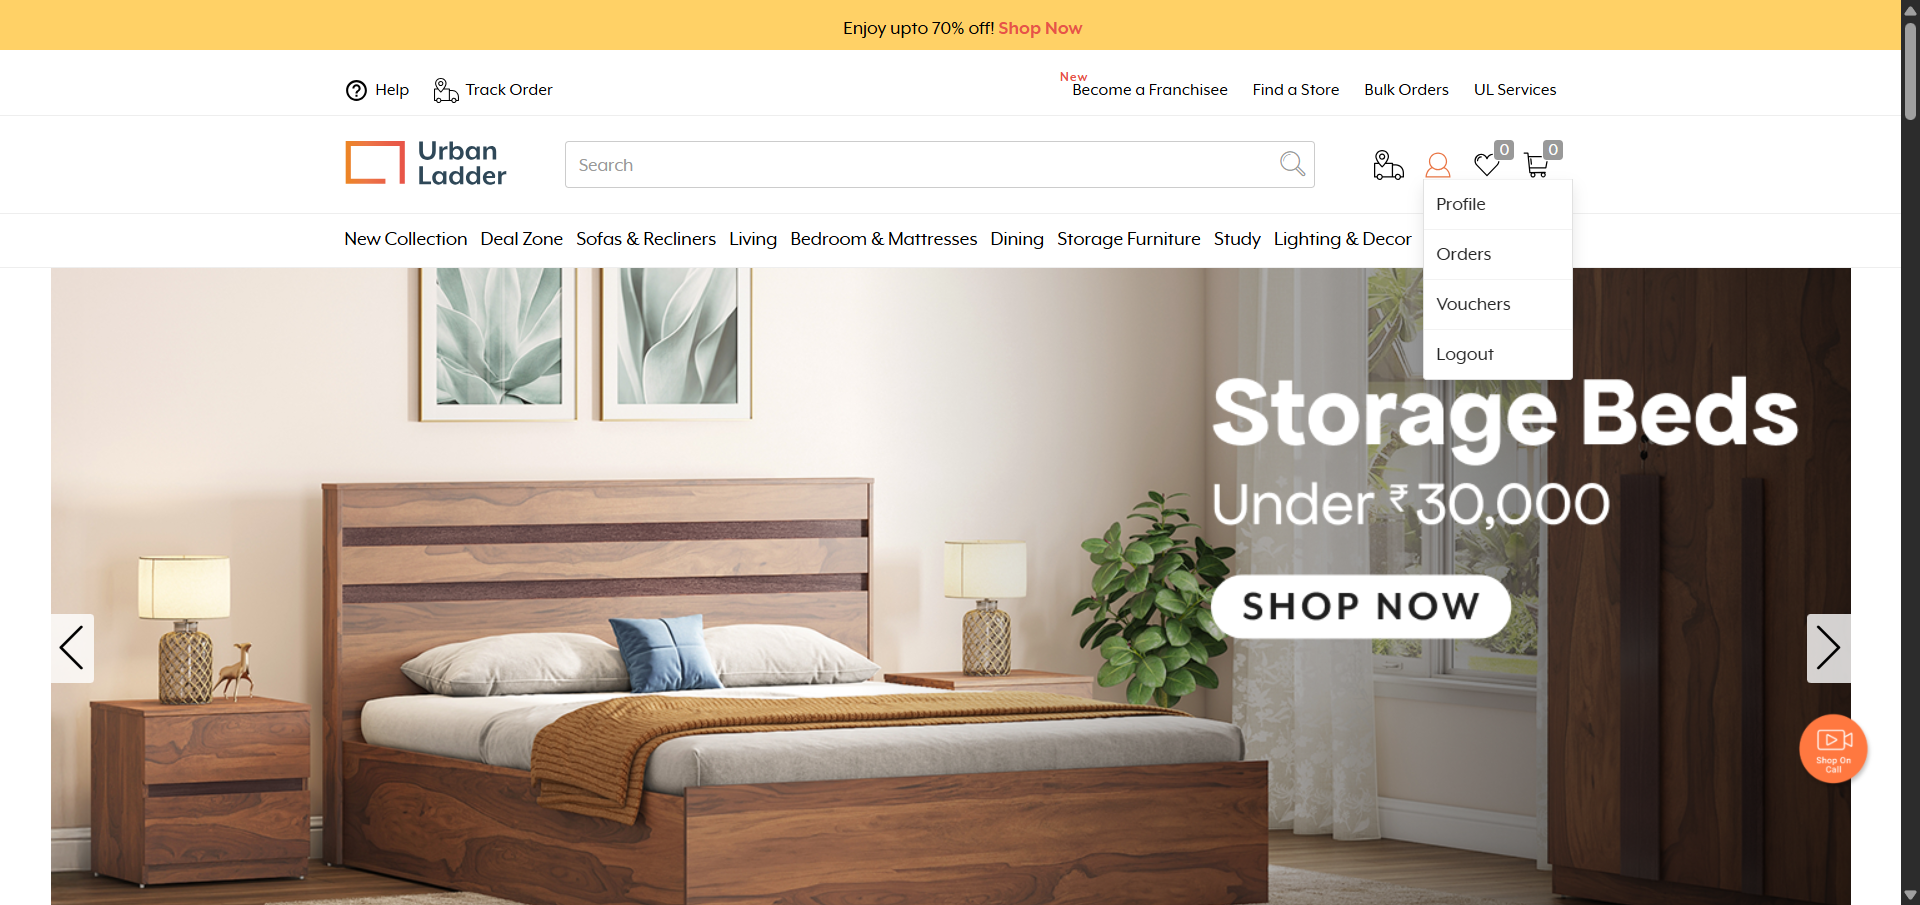 Enjoy upto 70% off! Shop Now
Help
Track Order
New
Become a Franchisee
Find a Store
Bulk Orders
UL Services
Urban
Ladder
Search
0
0
Profile
Orders
Vouchers
Logout
New Collection
Deal Zone
Sofas & Recliners
Living
Bedroom & Mattresses
Dining
Storage Furniture
Study
Lighting & Decor
Storage Beds
Under ₹30,000
SHOP NOW
Shop On
Call